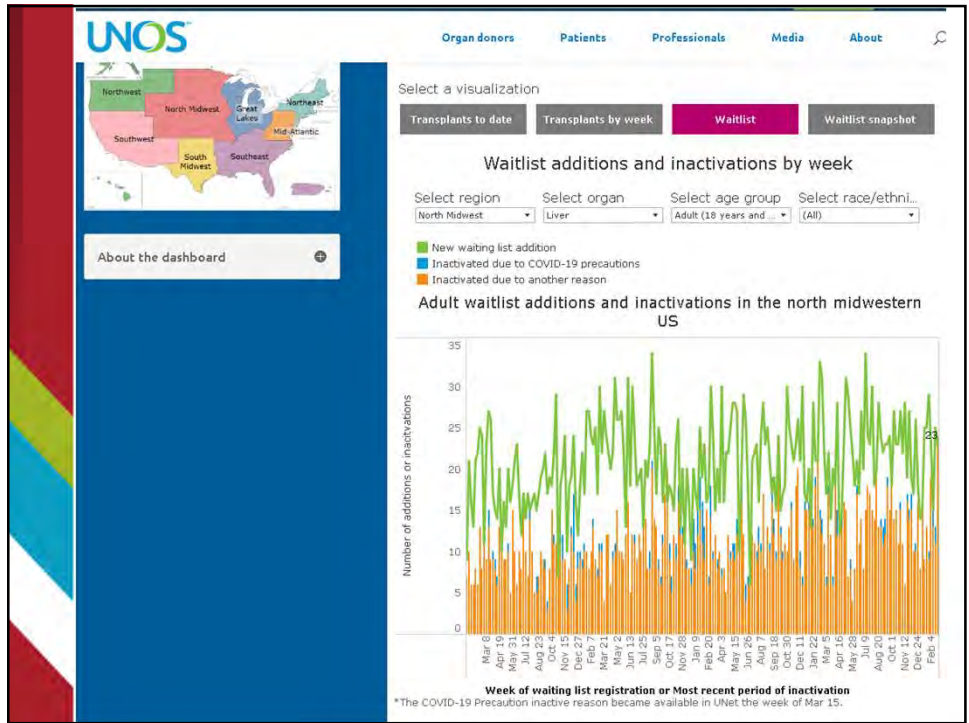 UNOS
Organ donors Patients Professionals Media About
Northwest
North Midwest
Great Lakes
Northeast
Mid-Atlantic
Southwest
South Midwest
Southeast
About the dashboard
Select a visualization
Transplants to date Transplants by week Waitlist Waitlist snapshot
Waitlist additions and inactivations by week
Select region Select organ Select age group Select race/ethni...
North Midwest Liver Adult (18 years and ... (All)
New waiting list addition
Inactivated due to COVID-19 precautions
Inactivated due to another reason
Adult waitlist additions and inactivations in the north midwestern
US
Number of additions or inacitvations
35
30
25
20
15
10
5
0
23
Mar 8 Apr 19 May 31 Jul 12 Aug 23 Oct 4 Nov 15 Dec 27 Feb 7 Mar 21 May 2 Jun 13 Jul 25 Sep 5 Oct 17 Nov 28 Jan 9 Feb 20 Apr 3 May 15 Jun 26 Aug 7 Sep 18 Oct 30 Dec 11 Jan 22 Mar 5 Apr 16 May 28 Jul 9 Aug 20 Oct 1 Nov 12 Dec 24 Feb 4
Week of waiting list registration or Most recent period of inactivation
*The COVID-19 Precaution inactive reason became available in UNet the week of Mar 15.